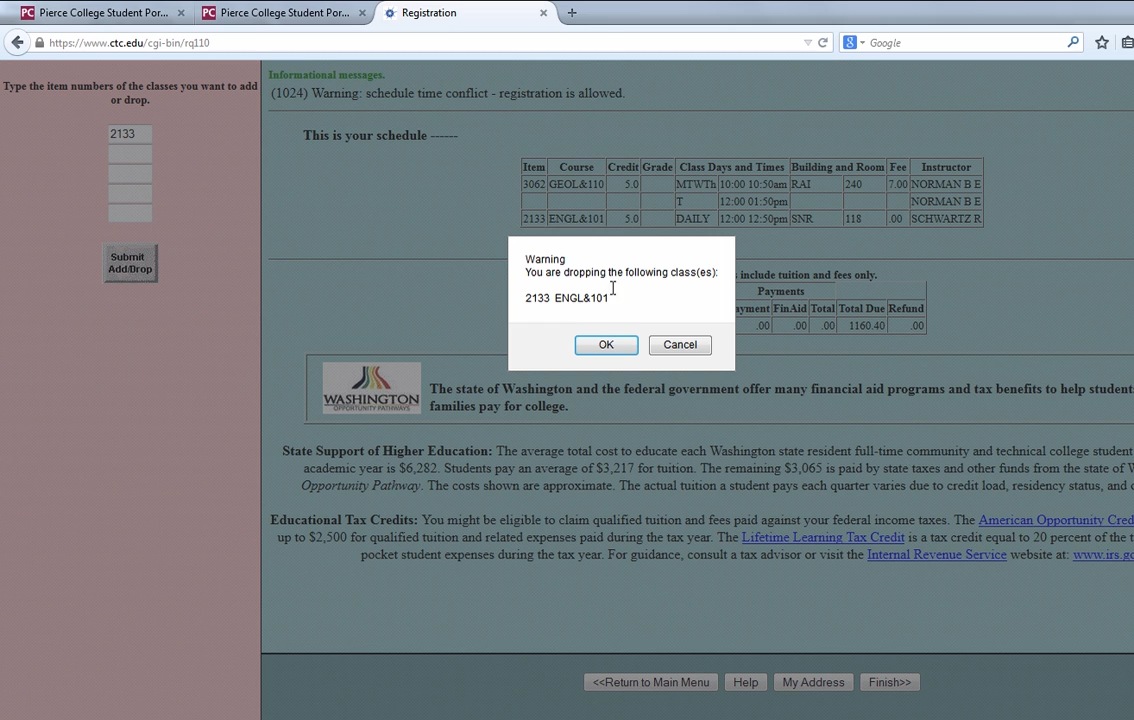 Pierce College Student Por...
Pierce College Student Por...
Registration
https://www.ctc.edu/cgi-bin/rq110
Google
Type the item numbers of the classes you want to add
or drop.
2133
Submit
Add/Drop
Informational messages.
(1024) Warning: schedule time conflict - registration is allowed.
This is your schedule ------
Item Course Credit Grade Class Days and Times Building and Room Fee Instructor
3062 GEOL&110 5.0 MTWTh 10:00 10:50am RAI 240 7.00 NORMAN B E
T 12:00 01:50pm NORMAN B E
2133 ENGL&101 5.0 DAILY 12:00 12:50pm SNR 118 .00 SCHWARTZ R
Warning
You are dropping the following class(es):
2133 ENGL&101
OK Cancel
s include tuition and fees only.
Payments
yment FinAid Total Total Due Refund
.00 .00 .00 1160.40 .00
WASHINGTON
OPPORTUNITY PATHWAYS
The state of Washington and the federal government offer many financial aid programs and tax benefits to help students
families pay for college.
State Support of Higher Education: The average total cost to educate each Washington state resident full-time community and technical college student
academic year is $6,282. Students pay an average of $3,217 for tuition. The remaining $3,065 is paid by state taxes and other funds from the state of W
Opportunity Pathway. The costs shown are approximate. The actual tuition a student pays each quarter varies due to credit load, residency status, and
Educational Tax Credits: You might be eligible to claim qualified tuition and fees paid against your federal income taxes. The American Opportunity Cred
up to $2,500 for qualified tuition and related expenses paid during the tax year. The Lifetime Learning Tax Credit is a tax credit equal to 20 percent of the
pocket student expenses during the tax year. For guidance, consult a tax advisor or visit the Internal Revenue Service website at: www.irs.go
<<Return to Main Menu Help My Address Finish>>